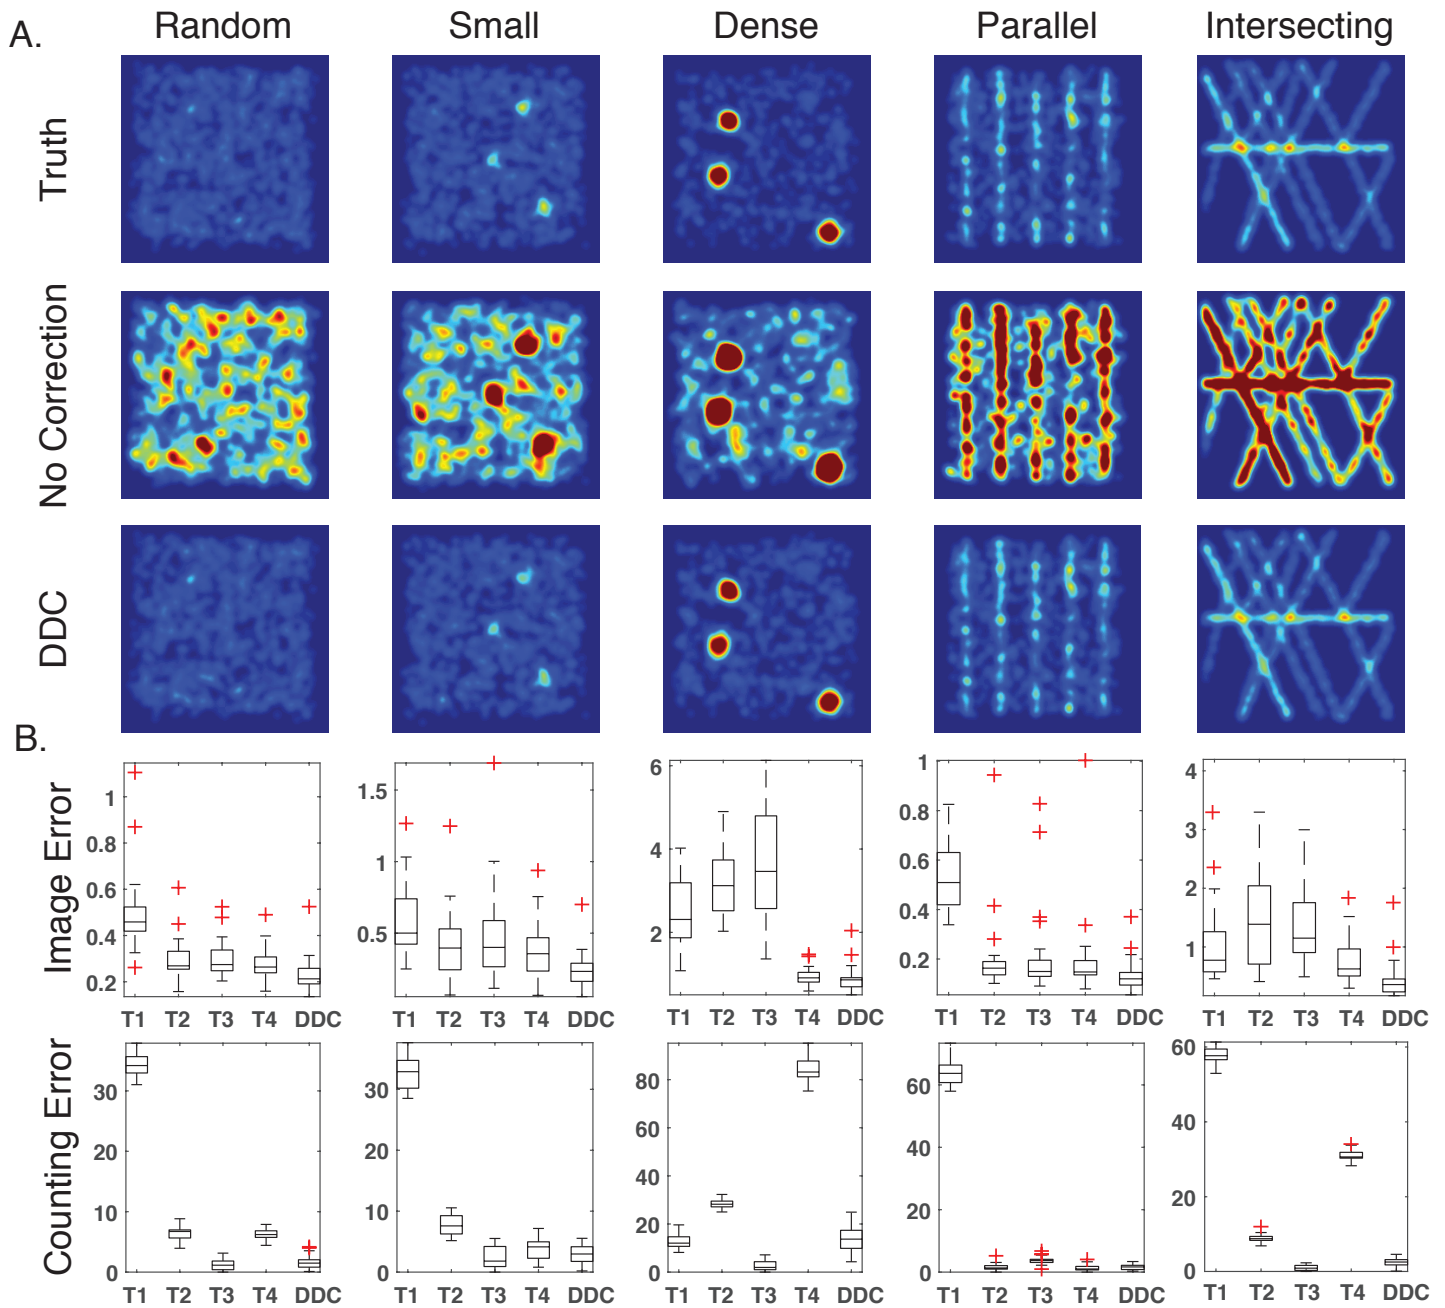 A.
Random Small Dense Parallel Intersecting
Truth
No Correction
DDC
B.
Image Error
1
0.8
0.6
0.4
0.2
T1 T2 T3 T4 DDC
1.5
1
0.5
T1 T2 T3 T4 DDC
6
4
2
T1 T2 T3 T4 DDC
1
0.8
0.6
0.4
0.2
T1 T2 T3 T4 DDC
4
3
2
1
T1 T2 T3 T4 DDC
Counting Error
30
20
10
0
T1 T2 T3 T4 DDC
30
20
10
0
T1 T2 T3 T4 DDC
80
60
40
20
0
T1 T2 T3 T4 DDC
60
40
20
0
T1 T2 T3 T4 DDC
60
40
20
0
T1 T2 T3 T4 DDC